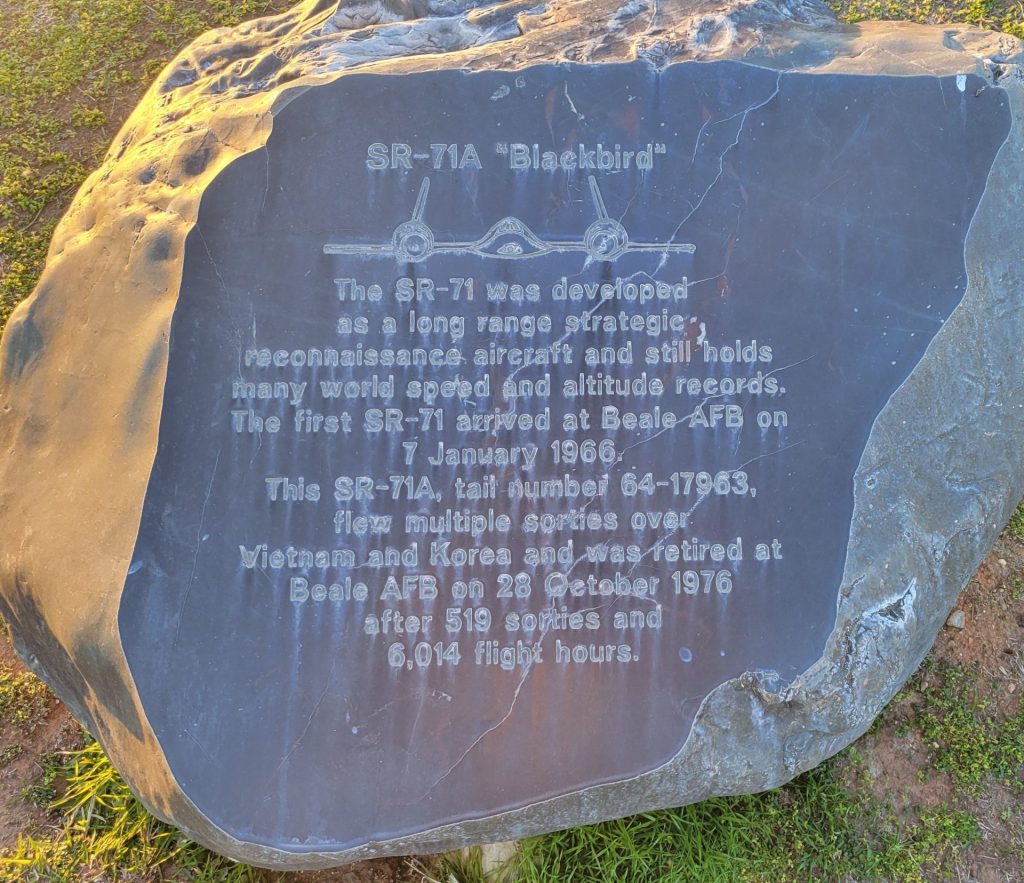 SR-71A "Blackbird"
The SR-71 was developed
as a long range strategic
reconnaissance aircraft and still holds
many world speed and altitude records.
The first SR-71 arrived at Beale AFB on
7 January 1966.
This SR-71A, tail number 64-17963,
flew multiple sorties over
Vietnam and Korea and was retired at
Beale AFB on 28 October 1976
after 519 sorties and
6,014 flight hours.